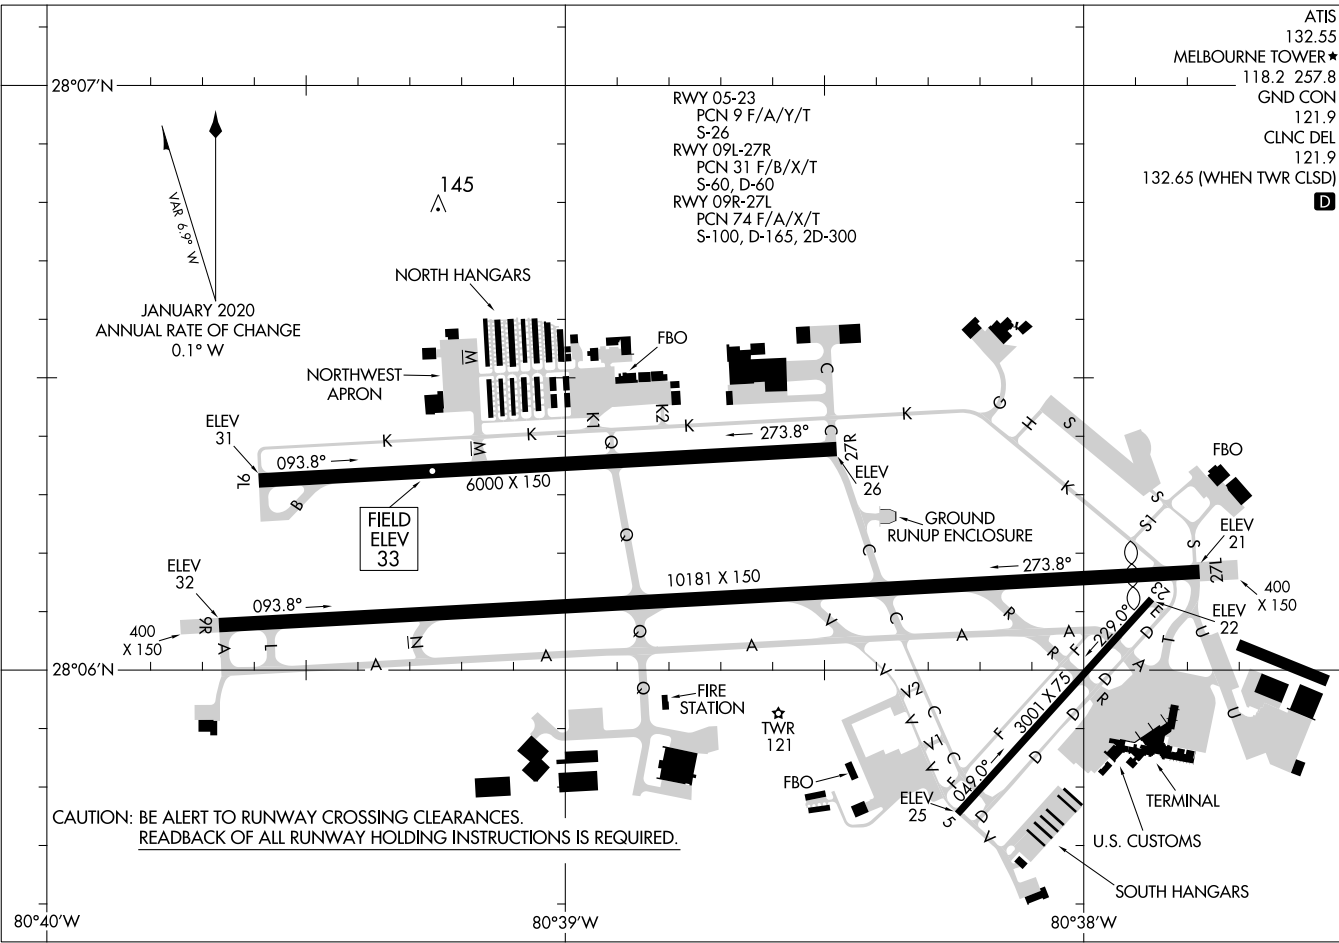 ATIS
132.55
MELBOURNE TOWER★
118.2 257.8
GND CON
121.9
CLNC DEL
121.9
132.65 (WHEN TWR CLSD)
D
28°07'N
RWY 05-23
PCN 9 F/A/Y/T
S-26
RWY 09L-27R
PCN 31 F/B/X/T
S-60, D-60
RWY 09R-27L
PCN 74 F/A/X/T
S-100, D-165, 2D-300
VAR 6.9° W
JANUARY 2020
ANNUAL RATE OF CHANGE
0.1° W
145
NORTH HANGARS
FBO
NORTHWEST
APRON
M
C
G
H
S
K
K
K
K
K1
K2
Q
M
C
ELEV
31
093.8°
273.8°
27R
9L
6000 X 150
B
ELEV
26
FBO
K
S
S1
S
FIELD
ELEV
33
GROUND
RUNUP ENCLOSURE
Q
C
ELEV
21
ELEV
32
10181 X 150
273.8°
27L
400
X 150
093.8°
9R
400
X 150
23
E
ELEV
22
229.0°
A
L
M
A
A
Q
A
V
C
A
R
A
R
F
D
D
T
A
U
28°06'N
Q
FIRE
STATION
TWR
121
V
V2
V
V1
V
C
C
F
F
3001 X 75
D
D
R
U
FBO
ELEV
25
049.0°
5
D
V
TERMINAL
U.S. CUSTOMS
SOUTH HANGARS
CAUTION: BE ALERT TO RUNWAY CROSSING CLEARANCES.
READBACK OF ALL RUNWAY HOLDING INSTRUCTIONS IS REQUIRED.
80°40'W
80°39'W
80°38'W